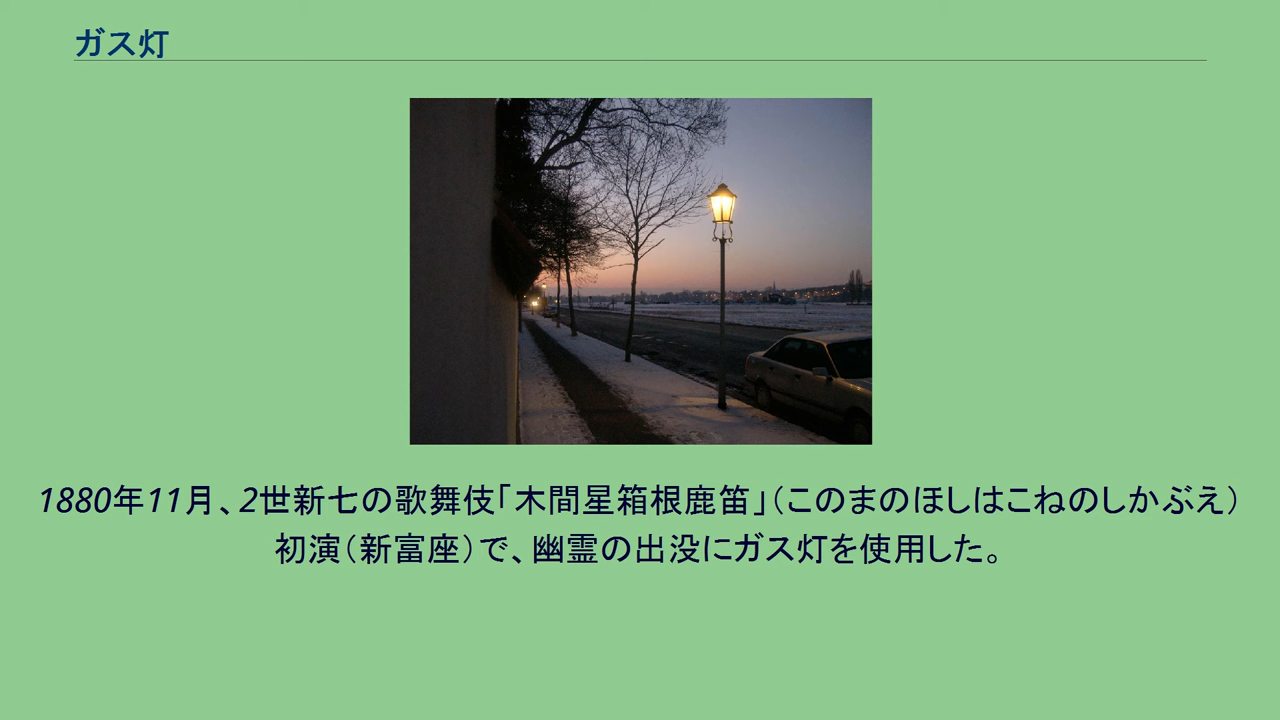 ガス灯
1880年11月、2世新七の歌舞伎「木間星箱根鹿笛」（このまのほしはこねのしかぶえ）
初演（新富座）で、幽霊の出没にガス灯を使用した。